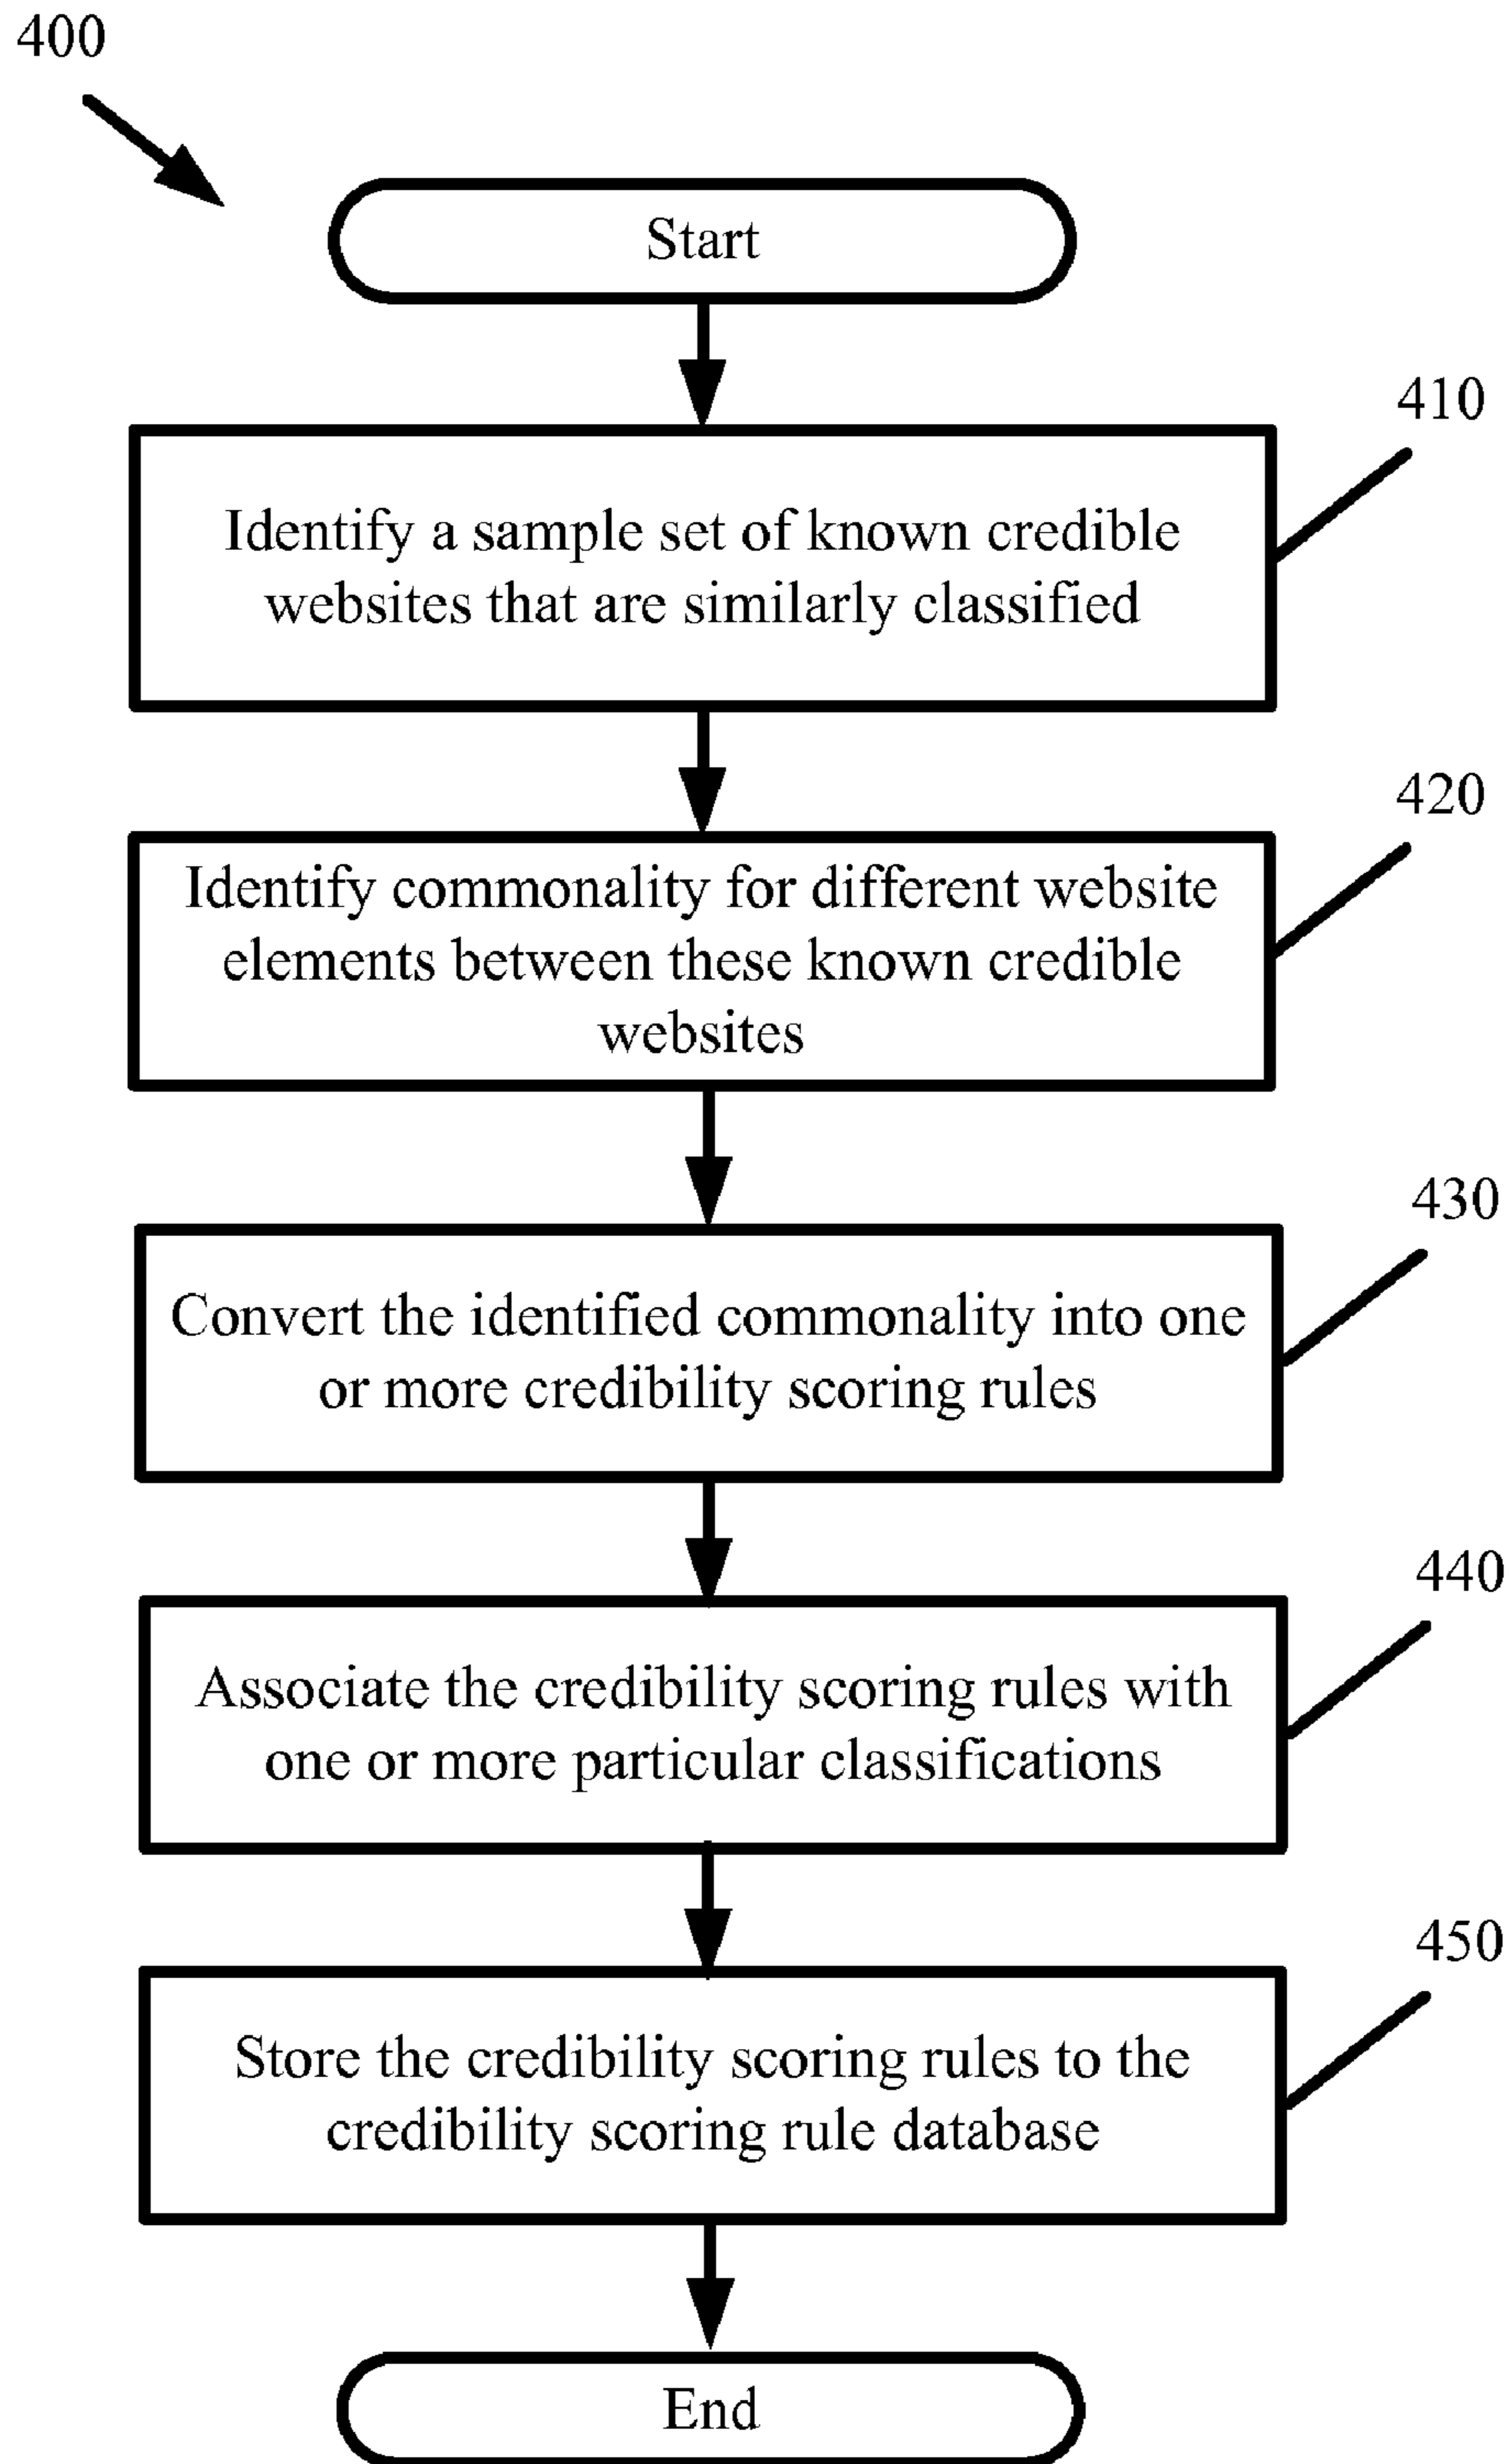 400
Start
410
Identify a sample set of known credible
websites that are similarly classified
420
Identify commonality for different website
elements between these known credible
websites
430
Convert the identified commonality into one
or more credibility scoring rules
440
Associate the credibility scoring rules with
one or more particular classifications
450
Store the credibility scoring rules to the
credibility scoring rule database
End